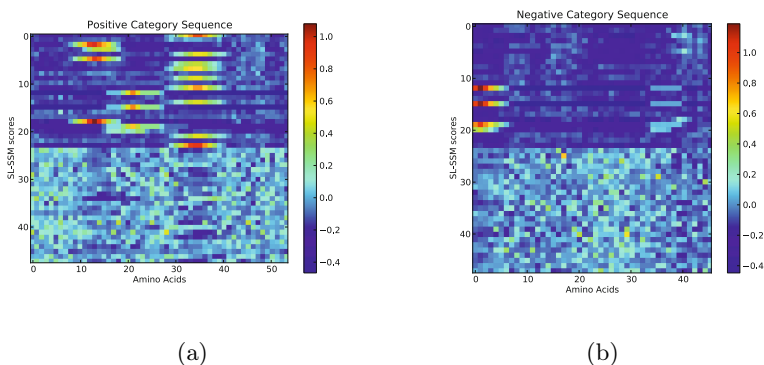 Positive Category Sequence
0
10
20
30
40
SL-SSM scores
0 10 20 30 40 50
Amino Acids
1.0
0.8
0.6
0.4
0.2
0.0
−0.2
−0.4
(a)
Negative Category Sequence
0
10
20
30
40
SL-SSM scores
0 10 20 30 40
Amino Acids
1.0
0.8
0.6
0.4
0.2
0.0
−0.2
−0.4
(b)